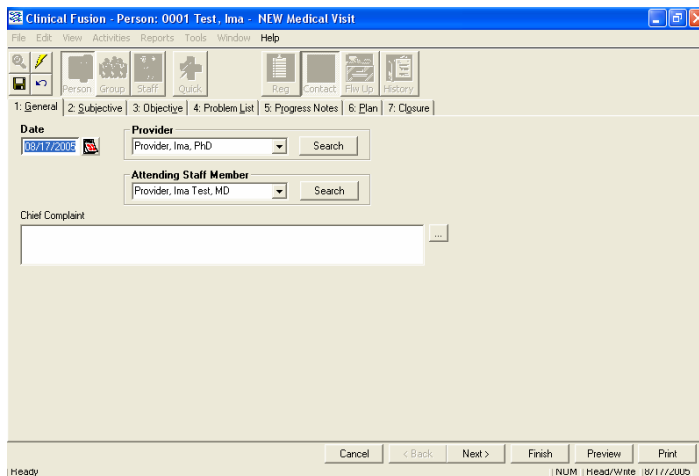 Clinical Fusion - Person: 0001 Test, Ima - NEW Medical Visit
File Edit View Activities Reports Tools Window Help
Person Group Staff Quick Reg Contact Flw Up History
1: General 2: Subjective 3: Objective 4: Problem List 5: Progress Notes 6: Plan 7: Closure
Date
08/17/2005
Provider
Provider, Ima, PhD Search
Attending Staff Member
Provider, Ima Test, MD Search
Chief Complaint
...
Cancel < Back Next > Finish Preview Print
Ready NUM Read/Write 8/17/2005